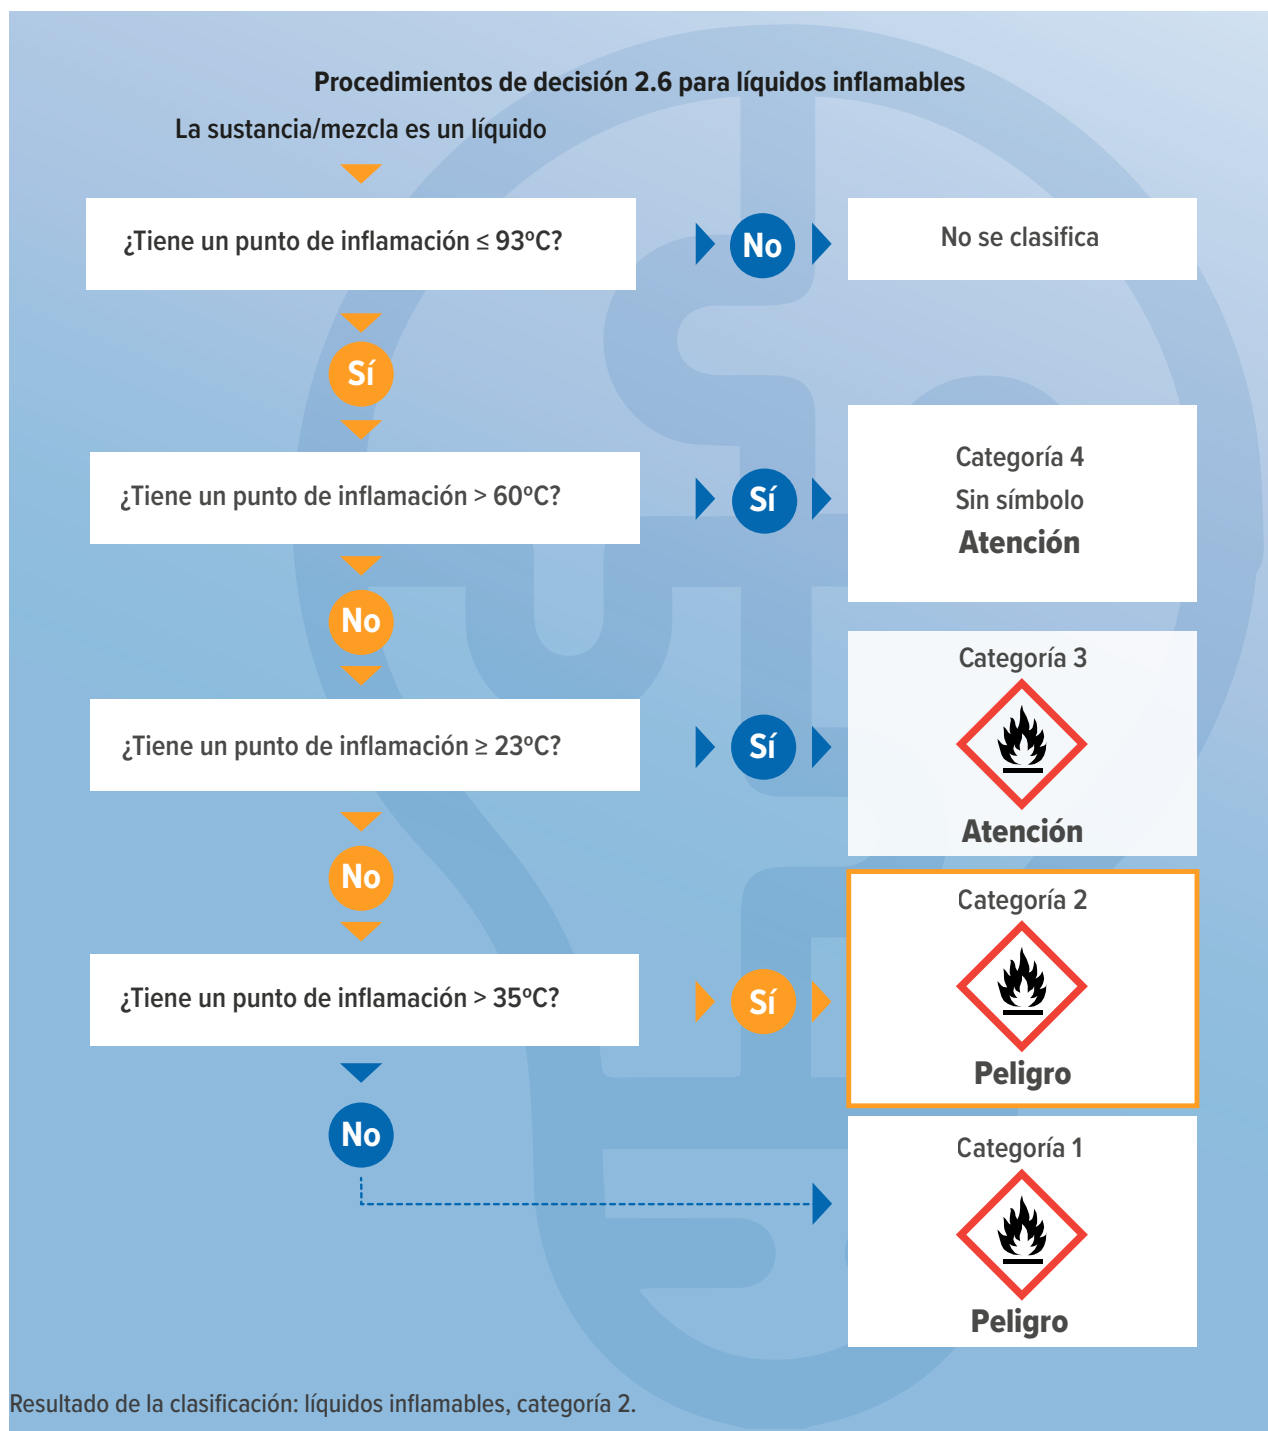 Procedimientos de decisión 2.6 para líquidos inflamables
La sustancia/mezcla es un líquido
¿Tiene un punto de inflamación ≤ 93ºC?
No
No se clasifica
Sí
¿Tiene un punto de inflamación > 60ºC?
Sí
Categoría 4
Sin símbolo
Atención
No
¿Tiene un punto de inflamación ≥ 23ºC?
Sí
Categoría 3
Atención
No
¿Tiene un punto de inflamación > 35ºC?
Sí
Categoría 2
Peligro
No
Categoría 1
Peligro
Resultado de la clasificación: líquidos inflamables, categoría 2.